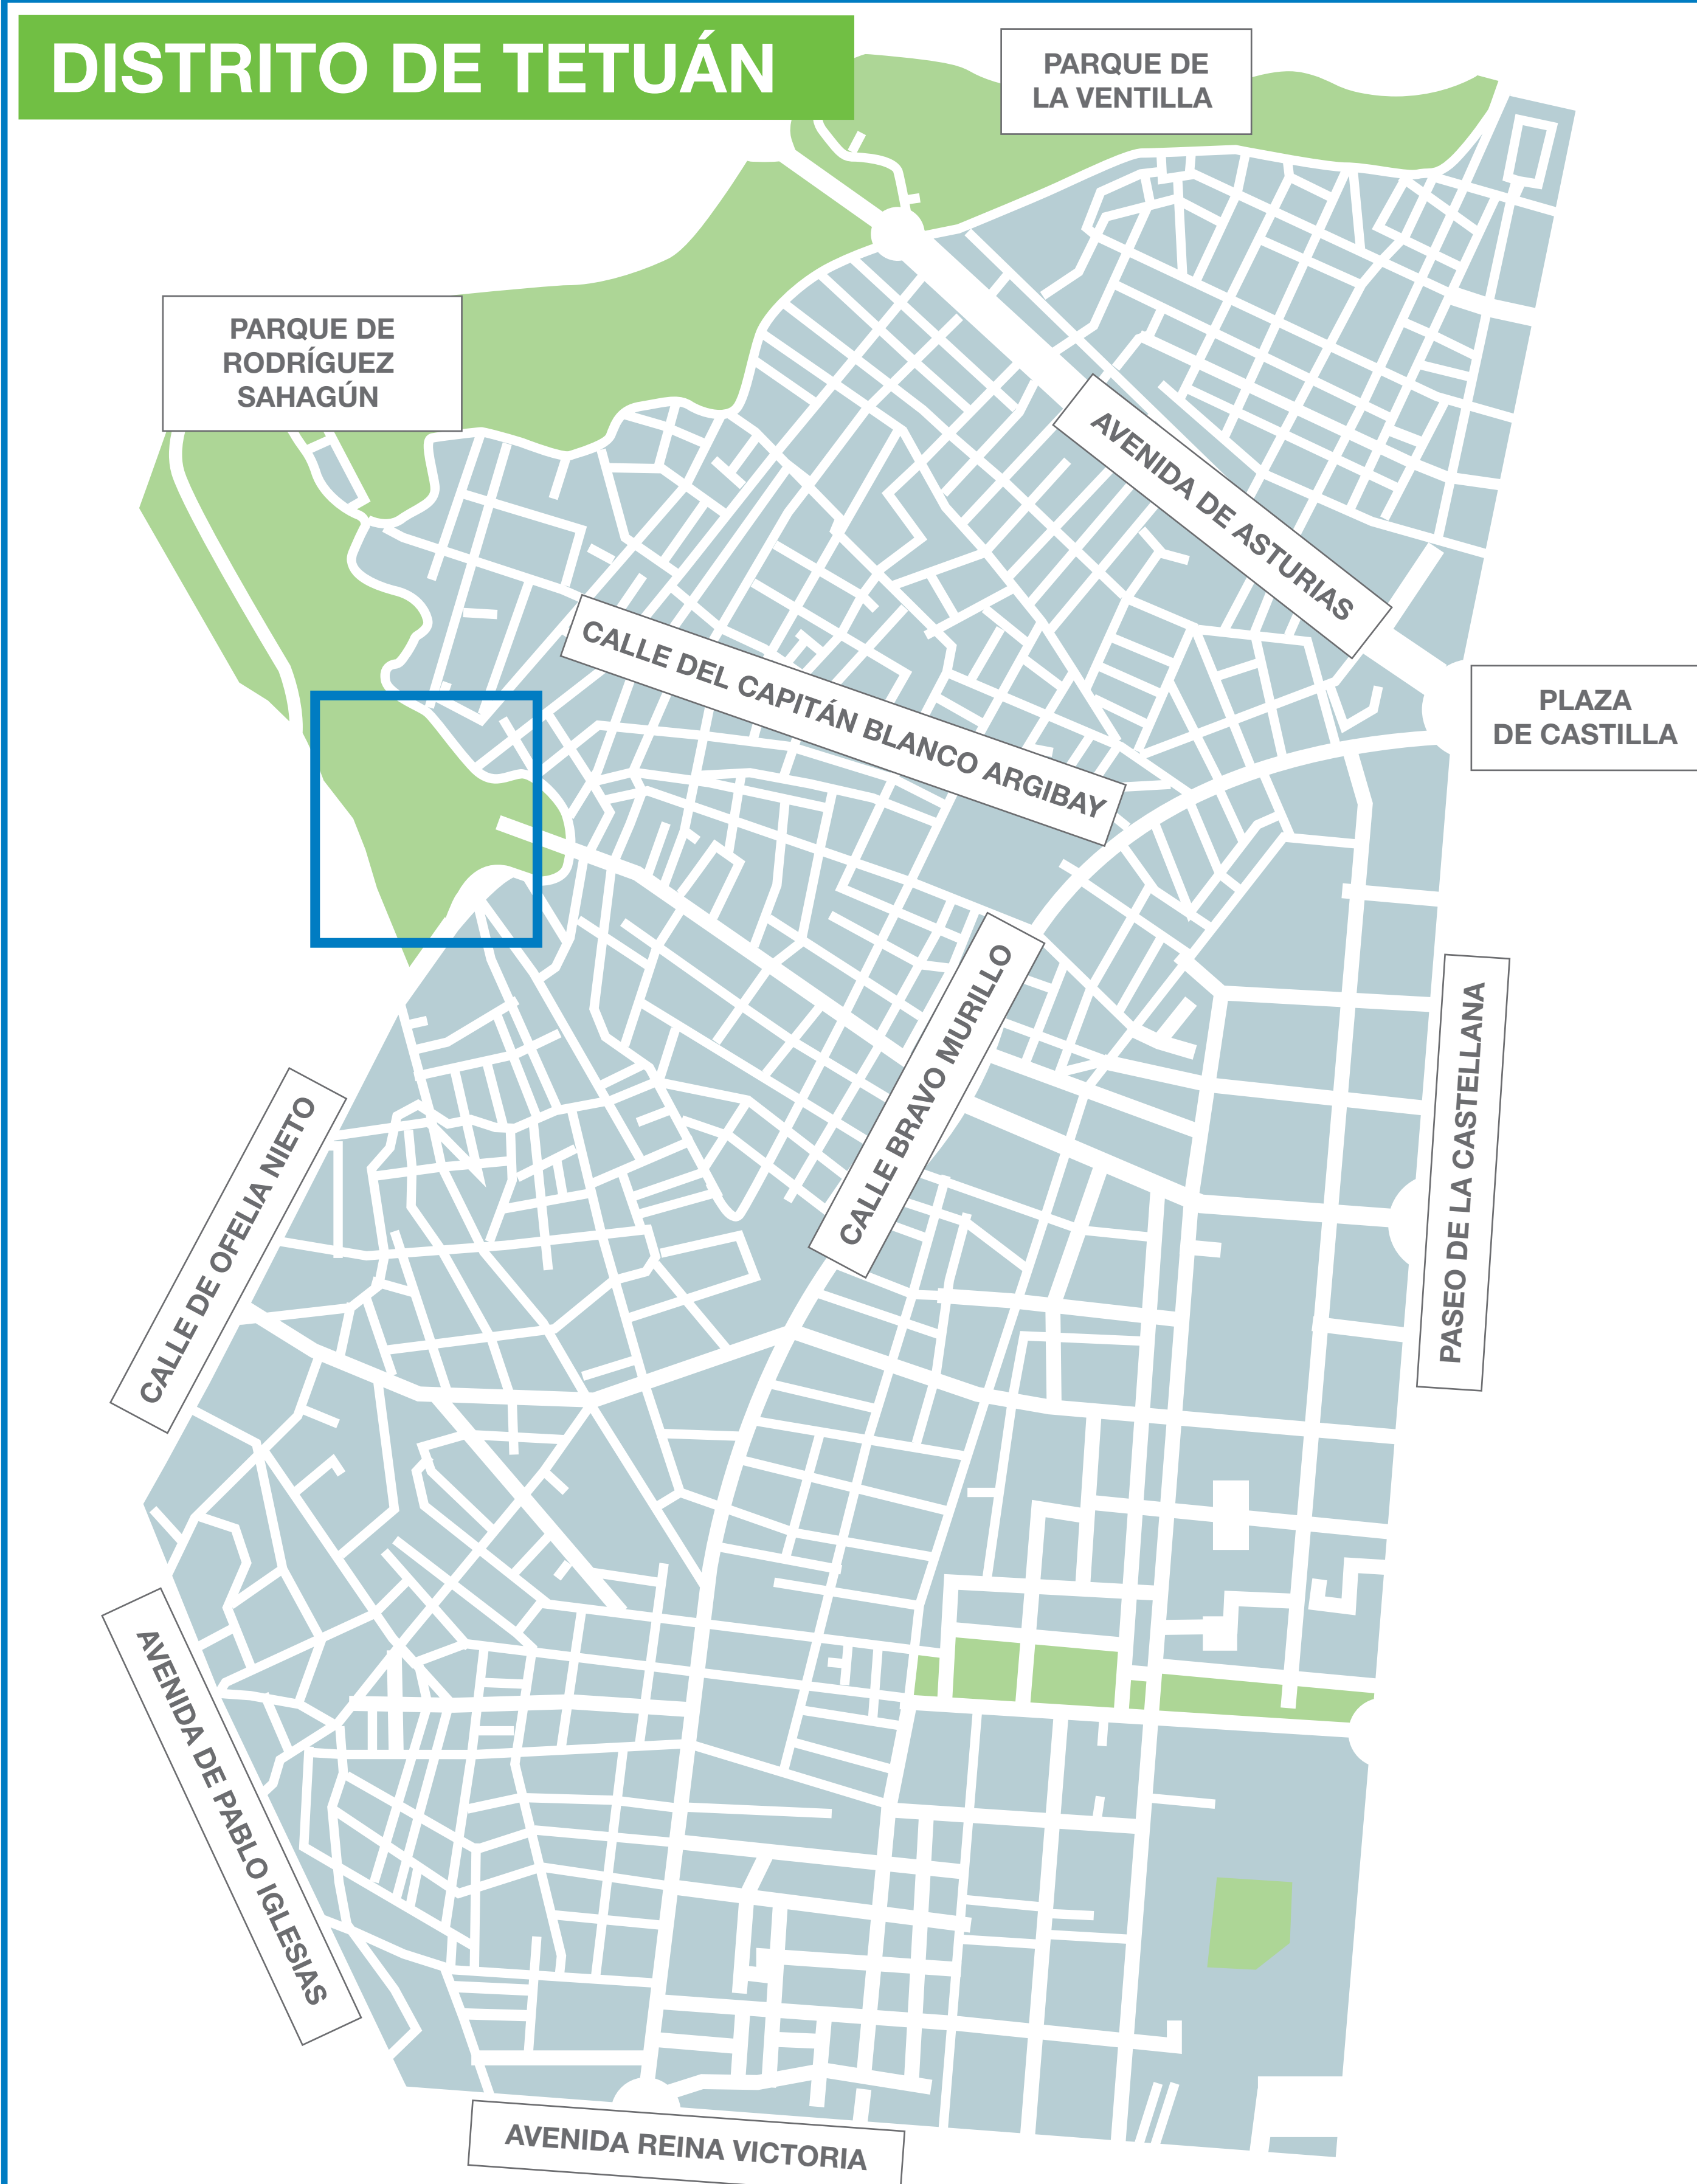 DISTRITO DE TETUÁN
PARQUE DE
LA VENTILLA
PARQUE DE
RODRÍGUEZ
SAHAGÚN
AVENIDA DE ASTURIAS
CALLE DEL CAPITÁN BLANCO ARGIBAY
PLAZA
DE CASTILLA
CALLE BRAVO MURILLO
PASEO DE LA CASTELLANA
CALLE DE OFELIA NIETO
AVENIDA DE PABLO IGLESIAS
AVENIDA REINA VICTORIA